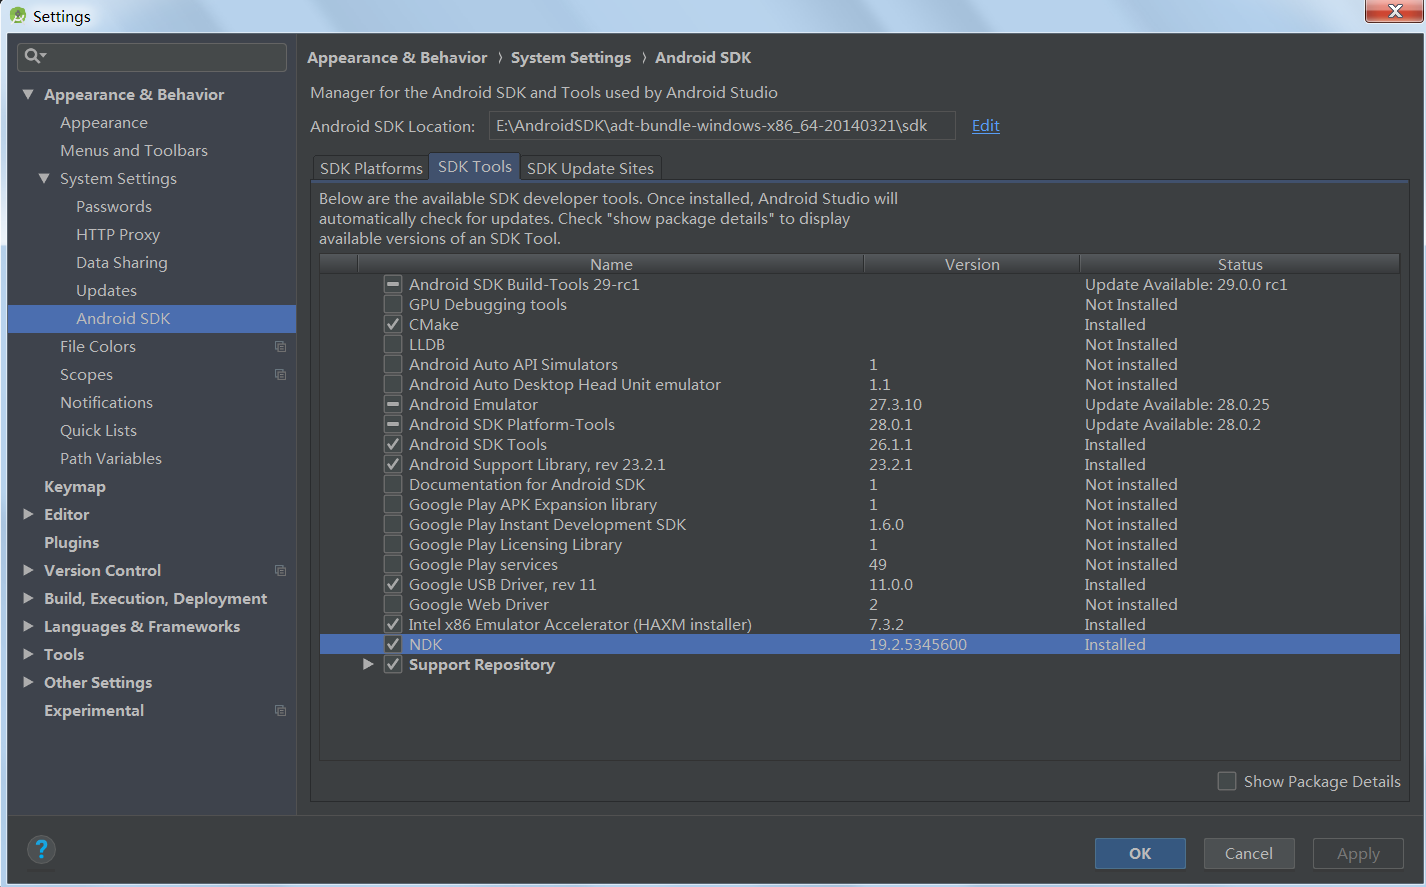 Settings
Appearance & Behavior
Appearance
Menus and Toolbars
System Settings
Passwords
HTTP Proxy
Data Sharing
Updates
Android SDK
File Colors
Scopes
Notifications
Quick Lists
Path Variables
Keymap
Editor
Plugins
Version Control
Build, Execution, Deployment
Languages & Frameworks
Tools
Other Settings
Experimental
Appearance & Behavior › System Settings › Android SDK
Manager for the Android SDK and Tools used by Android Studio
Android SDK Location: E:\AndroidSDK\adt-bundle-windows-x86_64-20140321\sdk Edit
SDK Platforms SDK Tools SDK Update Sites
Below are the available SDK developer tools. Once installed, Android Studio will
automatically check for updates. Check "show package details" to display
available versions of an SDK Tool.
Name Version Status
Android SDK Build-Tools 29-rc1 Update Available: 29.0.0 rc1
GPU Debugging tools Not Installed
CMake Installed
LLDB Not Installed
Android Auto API Simulators 1 Not installed
Android Auto Desktop Head Unit emulator 1.1 Not installed
Android Emulator 27.3.10 Update Available: 28.0.25
Android SDK Platform-Tools 28.0.1 Update Available: 28.0.2
Android SDK Tools 26.1.1 Installed
Android Support Library, rev 23.2.1 23.2.1 Installed
Documentation for Android SDK 1 Not installed
Google Play APK Expansion library 1 Not installed
Google Play Instant Development SDK 1.6.0 Not installed
Google Play Licensing Library 1 Not installed
Google Play services 49 Not installed
Google USB Driver, rev 11 11.0.0 Installed
Google Web Driver 2 Not installed
Intel x86 Emulator Accelerator (HAXM installer) 7.3.2 Installed
NDK 19.2.5345600 Installed
Support Repository
Show Package Details
? OK Cancel Apply